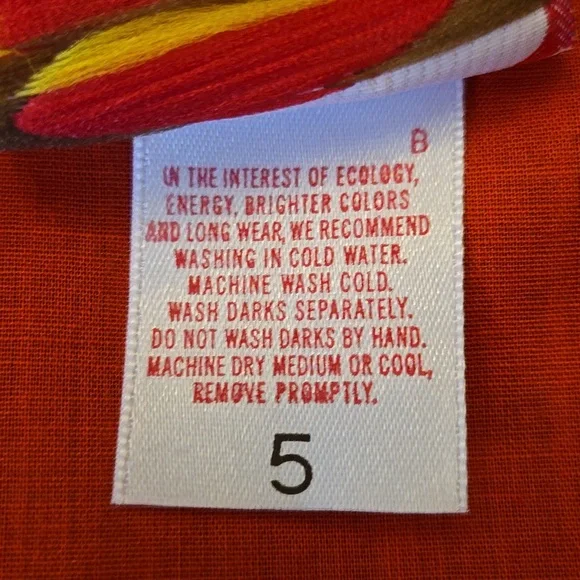 B
IN THE INTEREST OF ECOLOGY,
ENERGY, BRIGHTER COLORS
AND LONG WEAR, WE RECOMMEND
WASHING IN COLD WATER.
MACHINE WASH COLD.
WASH DARKS SEPARATELY.
DO NOT WASH DARKS BY HAND.
MACHINE DRY MEDIUM OR COOL,
REMOVE PROMPTLY.
5